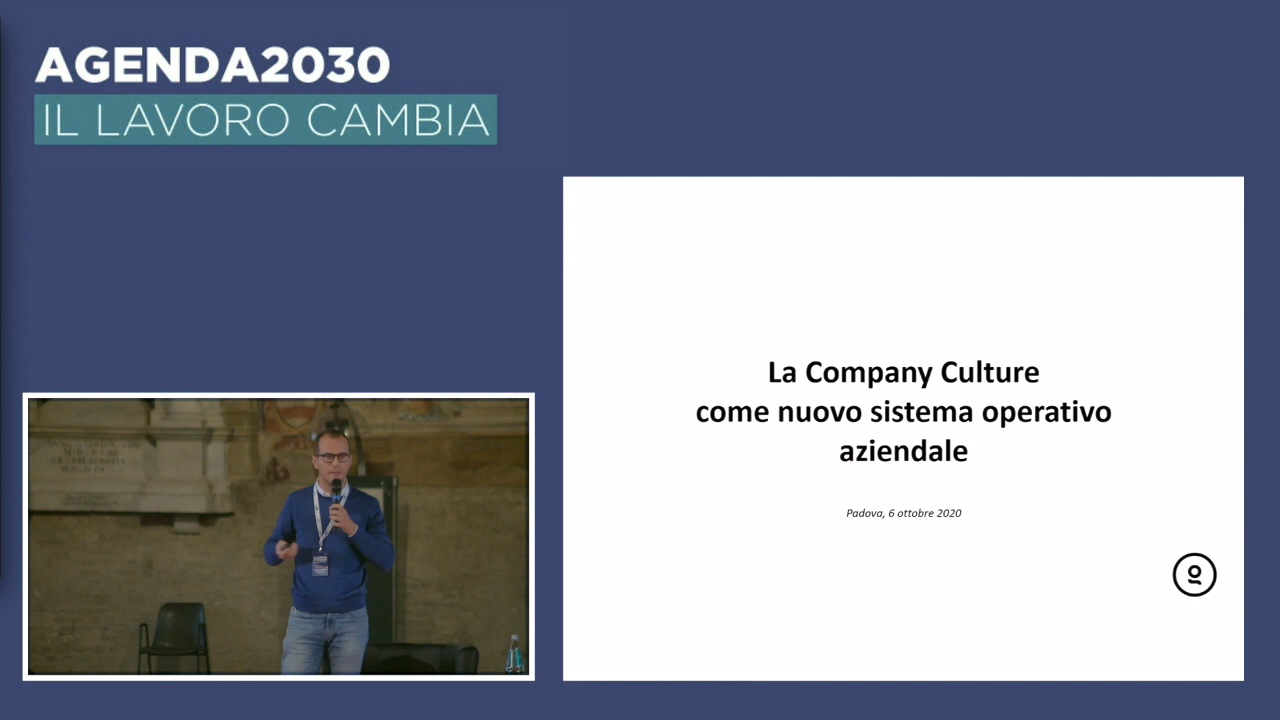 AGENDA2030
IL LAVORO CAMBIA
La Company Culture
come nuovo sistema operativo
aziendale
Padova, 6 ottobre 2020